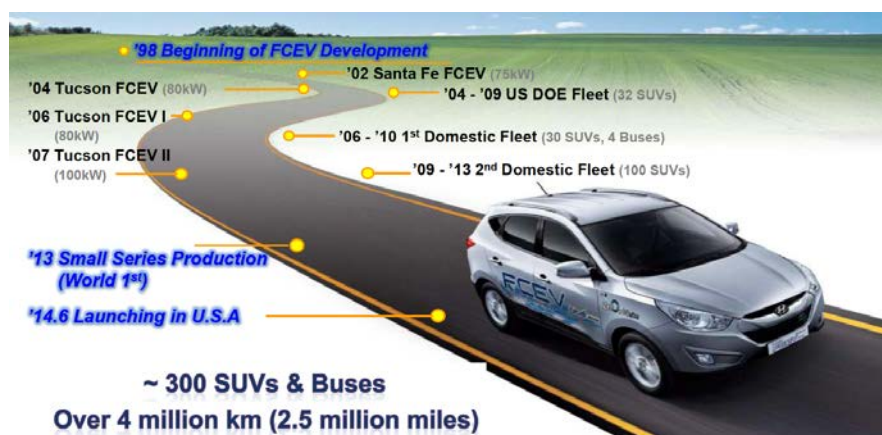 '98 Beginning of FCEV Development
'02 Santa Fe FCEV (75kW)
'04 Tucson FCEV (80kW)
'04 - '09 US DOE Fleet (32 SUVs)
'06 Tucson FCEV I
(80kW)
'06 - '10 1st Domestic Fleet (30 SUVs, 4 Buses)
'07 Tucson FCEV II
(100kW)
'09 - '13 2nd Domestic Fleet (100 SUVs)
'13 Small Series Production
(World 1st)
'14.6 Launching in U.S.A
FCEV
~ 300 SUVs & Buses
Over 4 million km (2.5 million miles)